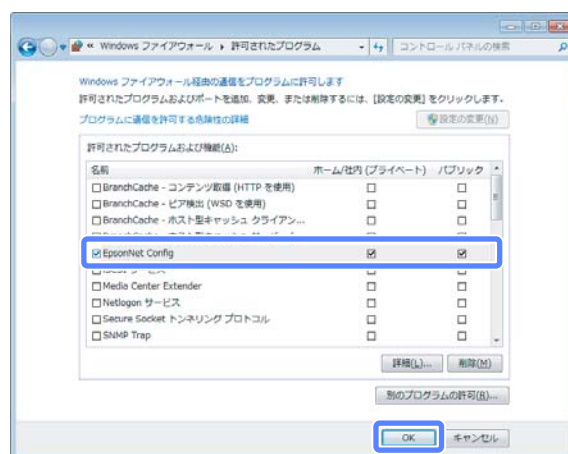 « Windows ファイアウォール ▸ 許可されたプログラム
コントロール パネルの検索
Windows ファイアウォール経由の通信をプログラムに許可します
許可されたプログラムおよびポートを追加、変更、または削除するには、[設定の変更] をクリックします。
プログラムに通信を許可する危険性の詳細
設定の変更(N)
許可されたプログラムおよび機能(A):
名前 ホーム/社内 (プライベート) パブリック
BranchCache - コンテンツ取得 (HTTP を使用)
BranchCache - ピア検出 (WSD を使用)
BranchCache - ホスト型キャッシュ クライアン...
EpsonNet Config
Media Center Extender
Netlogon サービス
Secure Socket トンネリング プロトコル
SNMP Trap
詳細(L)... 削除(M)
別のプログラムの許可(R)...
OK キャンセル